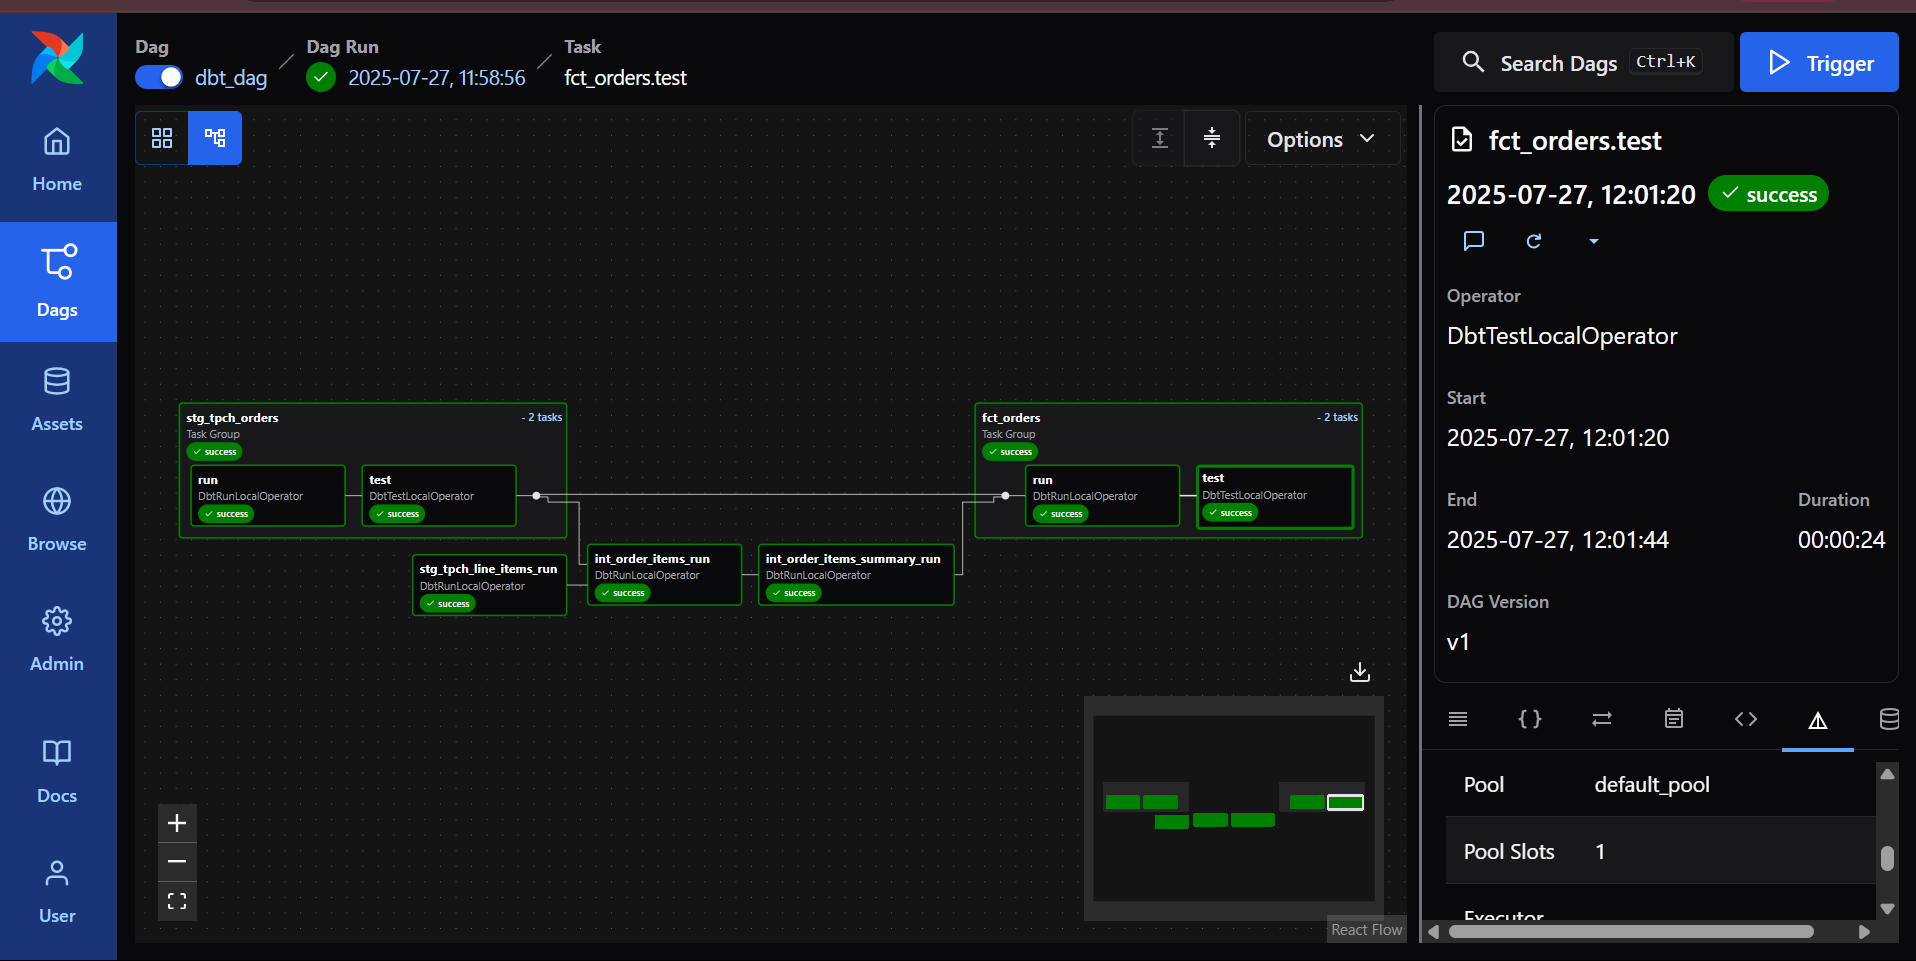 Dag
dbt_dag
Dag Run
2025-07-27, 11:58:56
Task
fct_orders.test
Search Dags
Ctrl+K
Trigger
Home
Dags
Assets
Browse
Admin
Docs
User
Options
stg_tpch_orders
- 2 tasks
Task Group
success
run
DbtRunLocalOperator
success
test
DbtTestLocalOperator
success
stg_tpch_line_items_run
DbtRunLocalOperator
success
int_order_items_run
DbtRunLocalOperator
success
int_order_items_summary_run
DbtRunLocalOperator
success
fct_orders
- 2 tasks
Task Group
success
run
DbtRunLocalOperator
success
test
DbtTestLocalOperator
success
React Flow
fct_orders.test
2025-07-27, 12:01:20
success
Operator
DbtTestLocalOperator
Start
2025-07-27, 12:01:20
End
Duration
2025-07-27, 12:01:44
00:00:24
DAG Version
v1
Pool
default_pool
Pool Slots
1
Executor